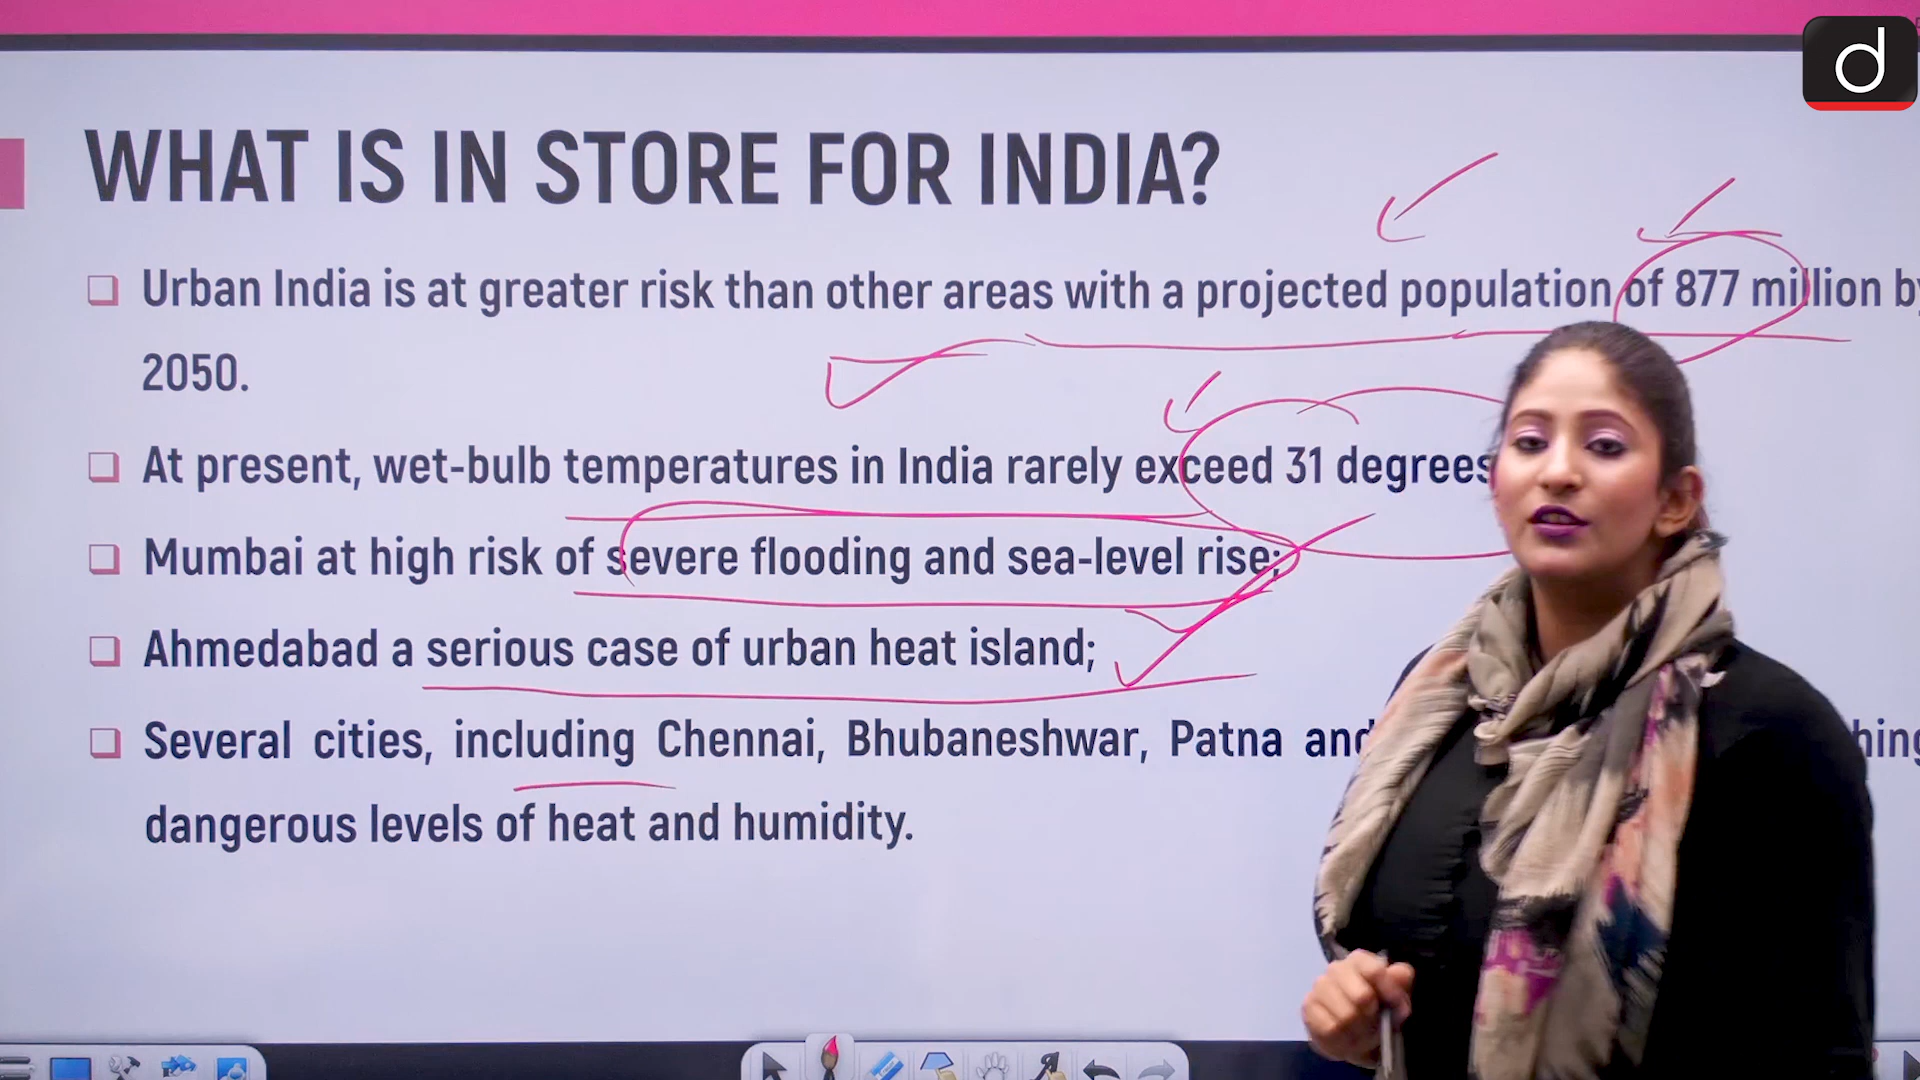 d
WHAT IS IN STORE FOR INDIA?
Urban India is at greater risk than other areas with a projected population of 877 million
2050.
At present, wet-bulb temperatures in India rarely exceed 31 degrees
Mumbai at high risk of severe flooding and sea-level rise;
Ahmedabad a serious case of urban heat island;
Several cities, including Chennai, Bhubaneshwar, Patna and
dangerous levels of heat and humidity.